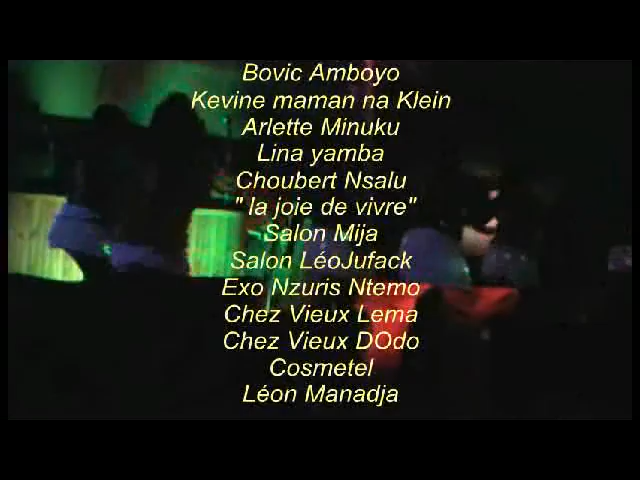 Bovic Amboyo
Kevine maman na Klein
Arlette Minuku
Lina yamba
Choubert Nsalu
" la joie de vivre"
Salon Mija
Salon LéoJufack
Exo Nzuris Ntemo
Chez Vieux Lema
Chez Vieux DOdo
Cosmetel
Léon Manadja